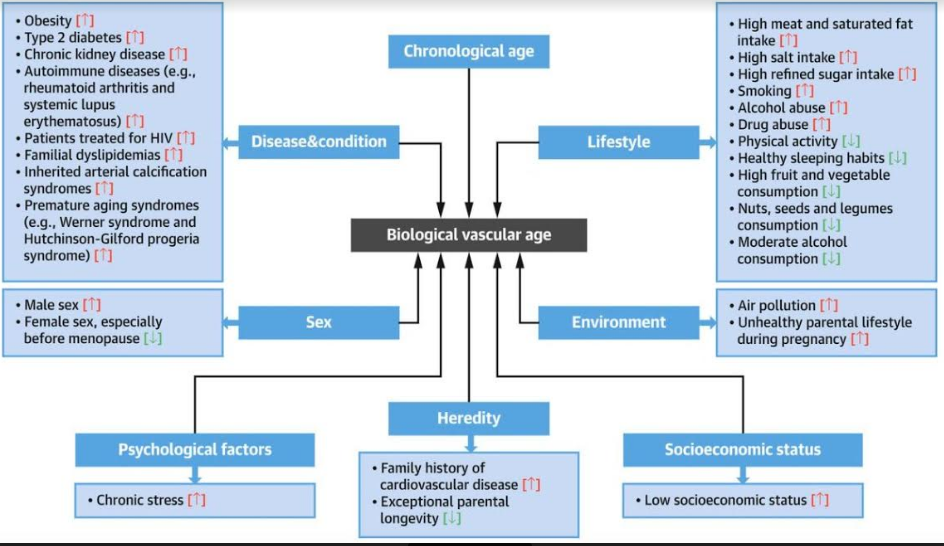 • Obesity [↑]
• Type 2 diabetes [↑]
• Chronic kidney disease [↑]
• Autoimmune diseases (e.g.,
rheumatoid arthritis and
systemic lupus
erythematosus) [↑]
• Patients treated for HIV [↑]
• Familial dyslipidemias [↑]
• Inherited arterial calcification
syndromes [↑]
• Premature aging syndromes
(e.g., Werner syndrome and
Hutchinson-Gilford progeria
syndrome) [↑]
Chronological age
Disease&condition
Lifestyle
• High meat and saturated fat
intake [↑]
• High salt intake [↑]
• High refined sugar intake [↑]
• Smoking [↑]
• Alcohol abuse [↑]
• Drug abuse [↑]
• Physical activity [↓]
• Healthy sleeping habits [↓]
• High fruit and vegetable
consumption [↓]
• Nuts, seeds and legumes
consumption [↓]
• Moderate alcohol
consumption [↓]
Biological vascular age
• Male sex [↑]
• Female sex, especially
before menopause [↓]
Sex
Environment
• Air pollution [↑]
• Unhealthy parental lifestyle
during pregnancy [↑]
Psychological factors
• Chronic stress [↑]
Heredity
• Family history of
cardiovascular disease [↑]
• Exceptional parental
longevity [↓]
Socioeconomic status
• Low socioeconomic status [↑]